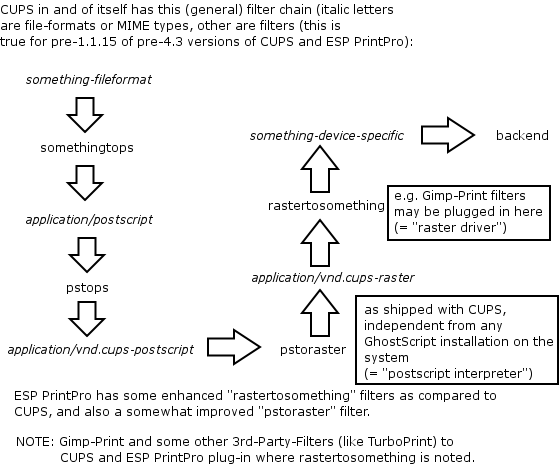 CUPS in and of itself has this (general) filter chain (italic letters
are file-formats or MIME types, other are filters (this is
true for pre-1.1.15 of pre-4.3 versions of CUPS and ESP PrintPro):
something-fileformat
somethingtops
application/postscript
pstops
application/vnd.cups-postscript
pstoraster
as shipped with CUPS,
independent from any
GhostScript installation on the
system
(= "postscript interpreter")
application/vnd.cups-raster
rastertosomething
e.g. Gimp-Print filters
may be plugged in here
(= "raster driver")
something-device-specific
backend
ESP PrintPro has some enhanced "rastertosomething" filters as compared to
CUPS, and also a somewhat improved "pstoraster" filter.
NOTE: Gimp-Print and some other 3rd-Party-Filters (like TurboPrint) to
CUPS and ESP PrintPro plug-in where rastertosomething is noted.